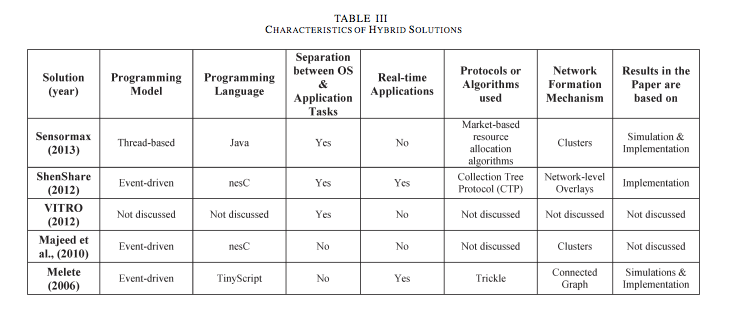 TABLE III
CHARACTERISTICS OF HYBRID SOLUTIONS
Solution (year) | Programming Model | Programming Language | Separation between OS & Application Tasks | Real-time Applications | Protocols or Algorithms used | Network Formation Mechanism | Results in the Paper are based on
Sensormax (2013) | Thread-based | Java | Yes | No | Market-based resource allocation algorithms | Clusters | Simulation & Implementation
ShenShare (2012) | Event-driven | nesC | Yes | Yes | Collection Tree Protocol (CTP) | Network-level Overlays | Implementation
VITRO (2012) | Not discussed | Not discussed | Yes | No | Not discussed | Not discussed | Not discussed
Majeed et al., (2010) | Event-driven | nesC | No | No | Not discussed | Clusters | Not discussed
Melete (2006) | Event-driven | TinyScript | No | Yes | Trickle | Connected Graph | Simulations & Implementation